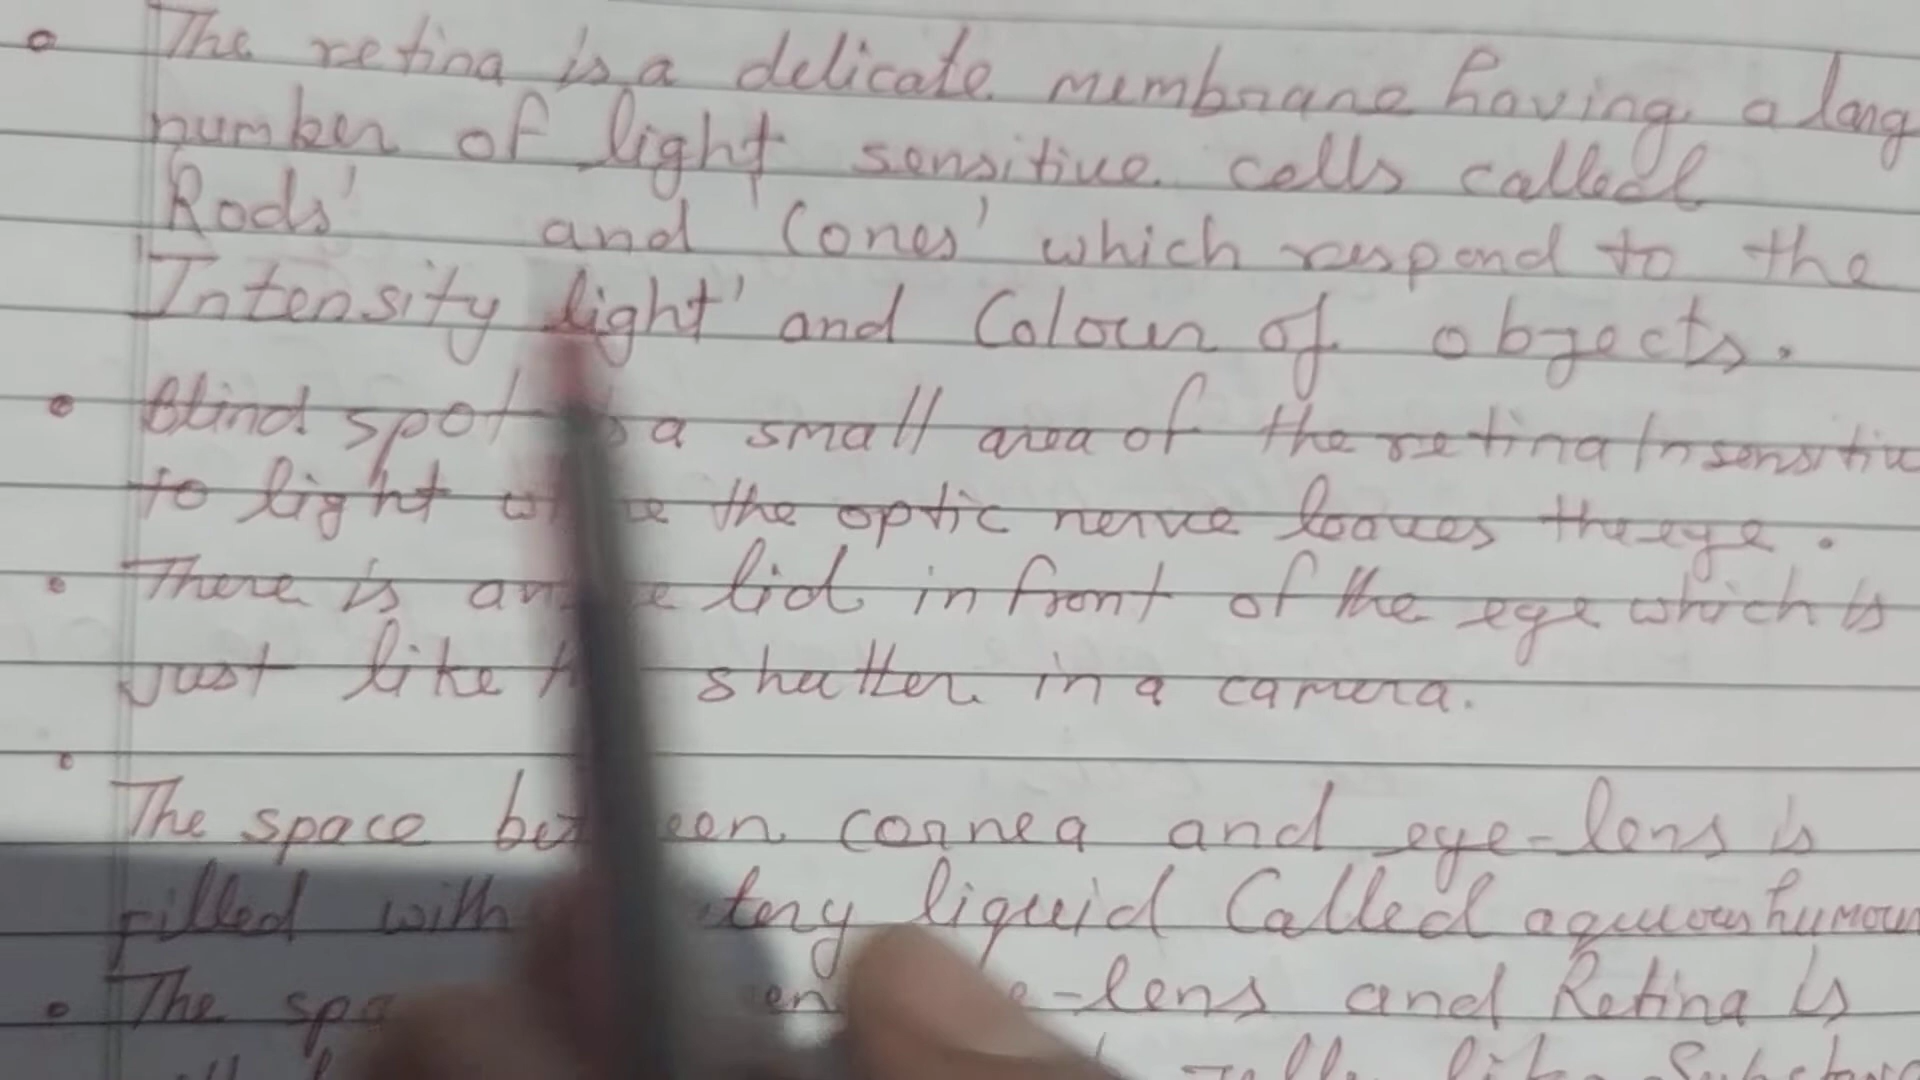 The retina is a delicate membrane having a larg
number of light sensitive cells called
Rods' and 'Cones' which respond to the
Intensity light' and Colour of objects.
Blind spot a small area of the retina Insensitiv
to light the optic nerve leaves the eye.
There is lid in front of the eye which is
Just like shutter in a camera.
The space between cornea and eye-lens is
filled with liquid Called aqueous humour
The lens and Retina is